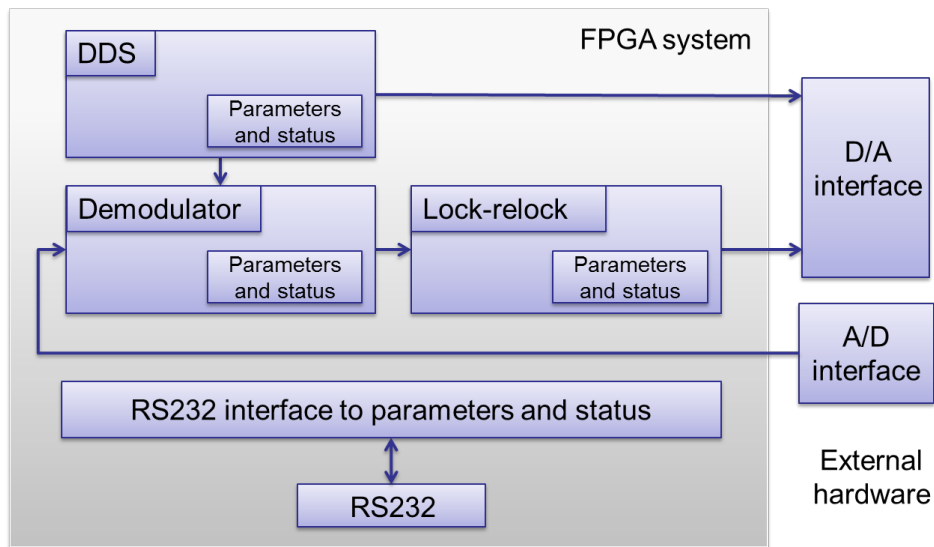 FPGA system
DDS
Parameters
and status
D/A
interface
Demodulator
Parameters
and status
Lock-relock
Parameters
and status
A/D
interface
RS232 interface to parameters and status
RS232
External
hardware